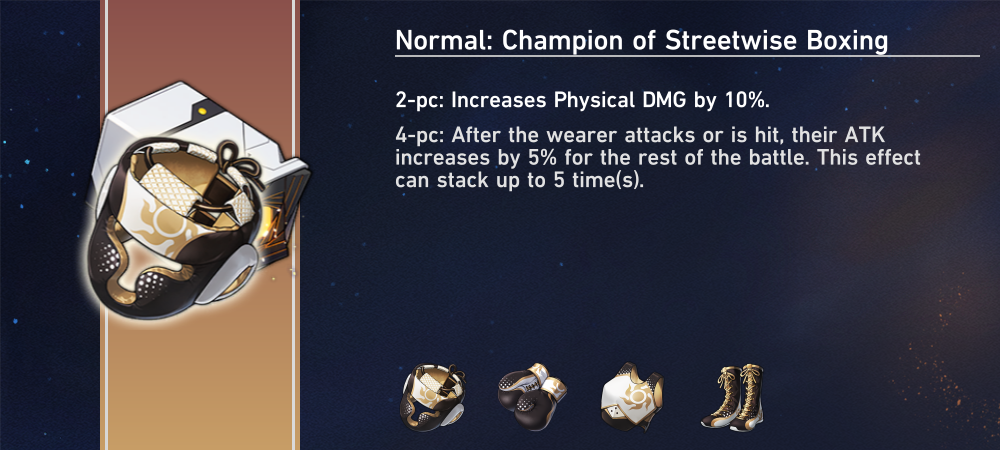 Normal: Champion of Streetwise Boxing
2-pc: Increases Physical DMG by 10%.
4-pc: After the wearer attacks or is hit, their ATK
increases by 5% for the rest of the battle. This effect
can stack up to 5 time(s).